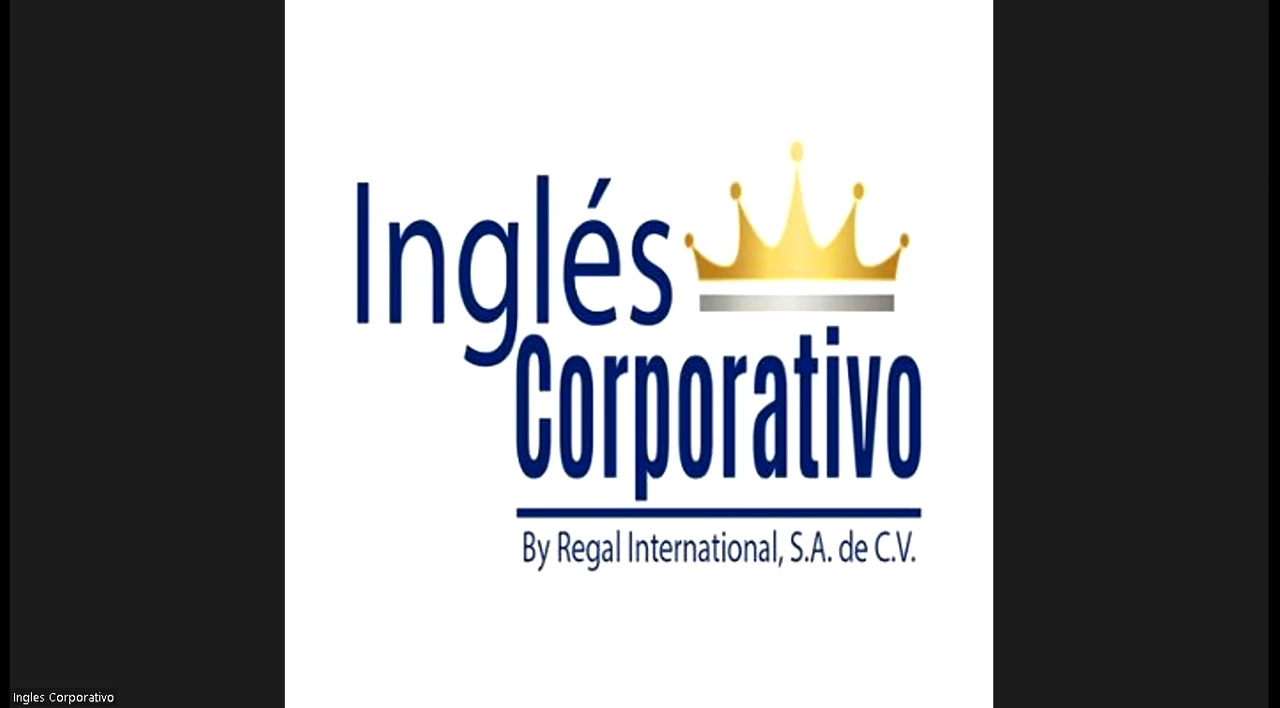 Inglés
Corporativo
By Regal International, S.A. de C.V.
Ingles Corporativo